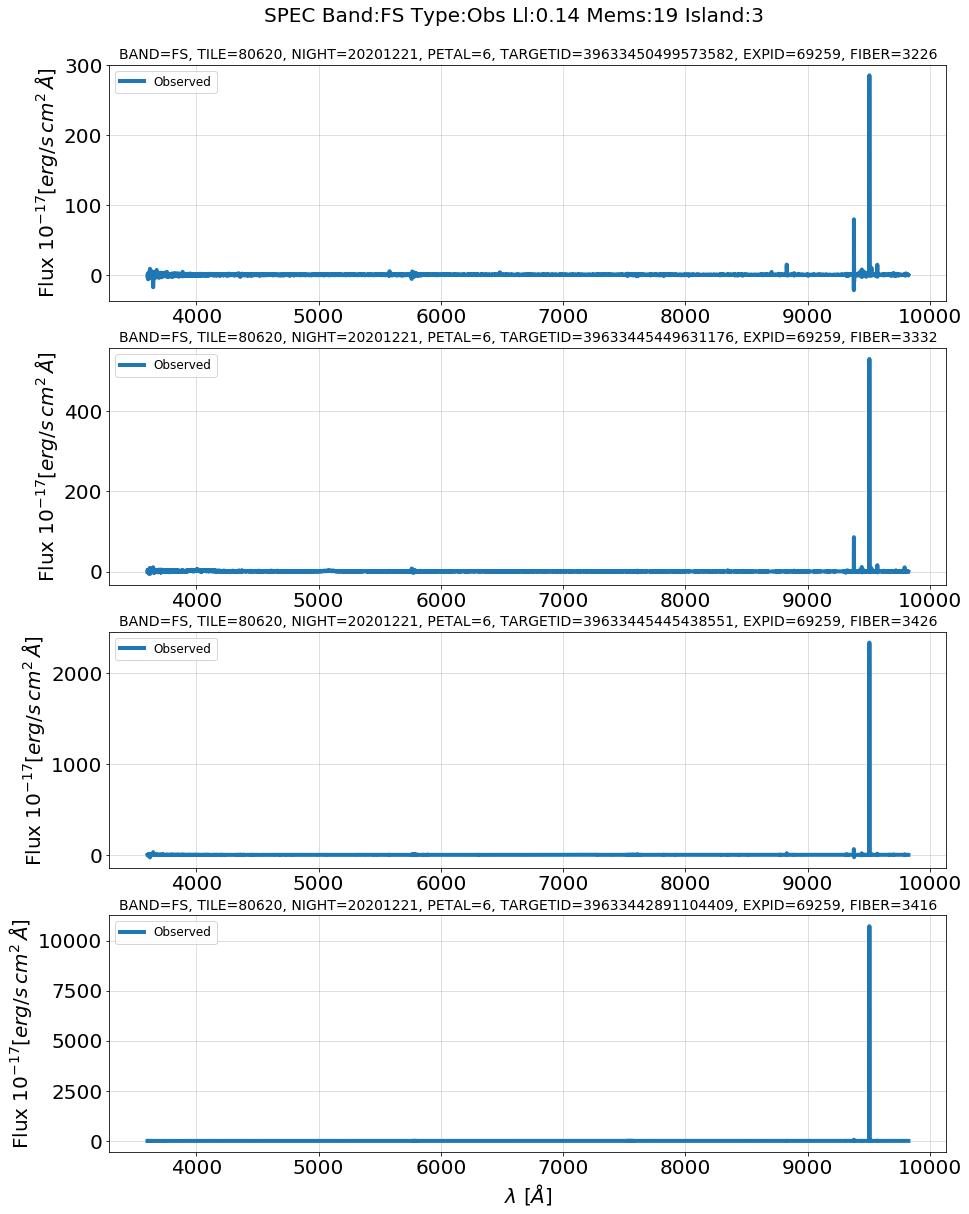 SPEC Band:FS Type:Obs Ll:0.14 Mems:19 Island:3
BAND=FS, TILE=80620, NIGHT=20201221, PETAL=6, TARGETID=39633450499573582, EXPID=69259, FIBER=3226
Observed
300
200
100
0
Flux 10^{-17}[erg/s cm^2 Å]
4000 5000 6000 7000 8000 9000 10000
BAND=FS, TILE=80620, NIGHT=20201221, PETAL=6, TARGETID=39633445449631176, EXPID=69259, FIBER=3332
Observed
400
200
0
Flux 10^{-17}[erg/s cm^2 Å]
4000 5000 6000 7000 8000 9000 10000
BAND=FS, TILE=80620, NIGHT=20201221, PETAL=6, TARGETID=39633445445438551, EXPID=69259, FIBER=3426
Observed
2000
1000
0
Flux 10^{-17}[erg/s cm^2 Å]
4000 5000 6000 7000 8000 9000 10000
BAND=FS, TILE=80620, NIGHT=20201221, PETAL=6, TARGETID=39633442891104409, EXPID=69259, FIBER=3416
Observed
10000
7500
5000
2500
0
Flux 10^{-17}[erg/s cm^2 Å]
4000 5000 6000 7000 8000 9000 10000
λ [Å]